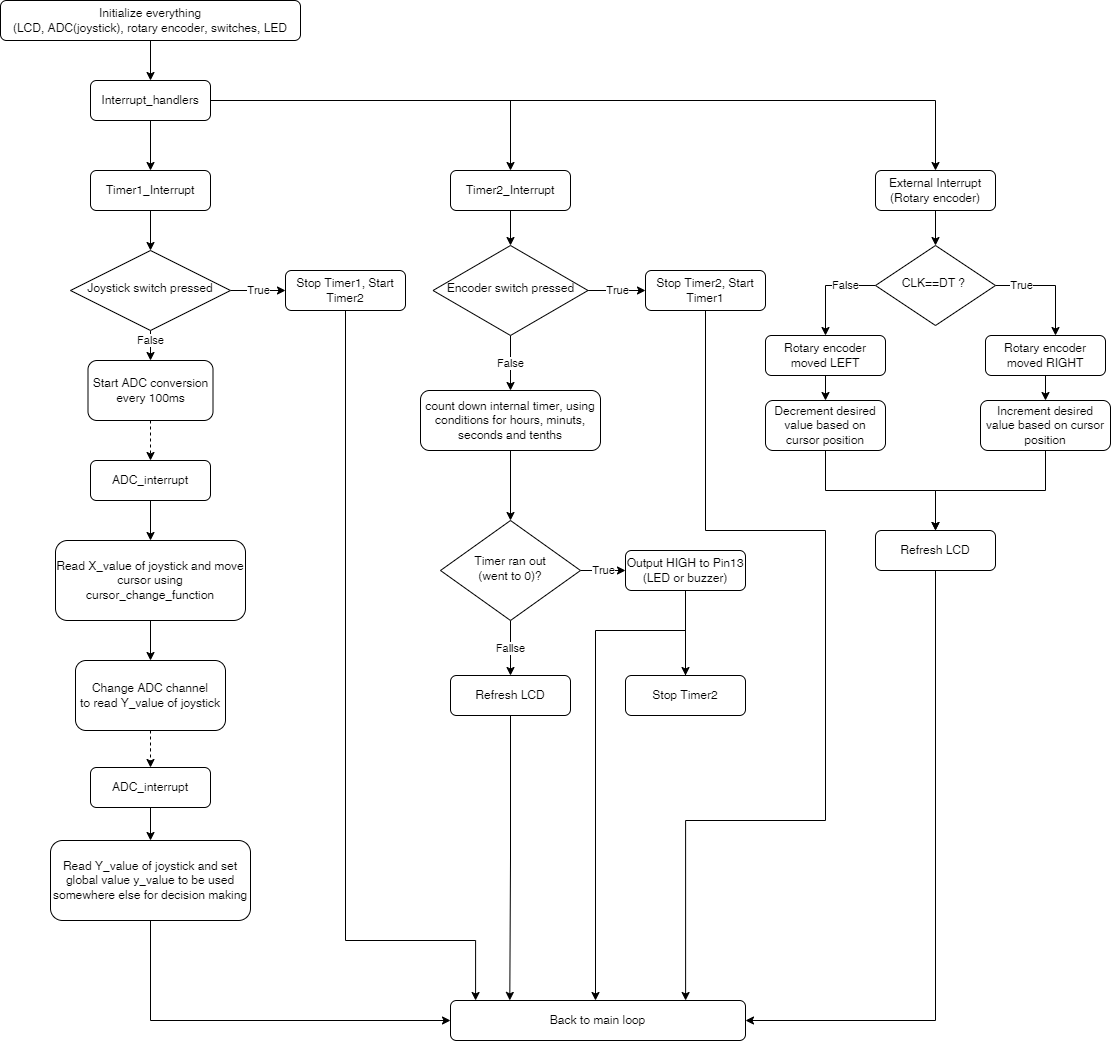 Initialize everything
(LCD, ADC(joystick), rotary encoder, switches, LED
Interrupt_handlers
Timer1_Interrupt
Timer2_Interrupt
External Interrupt
(Rotary encoder)
Joystick switch pressed
True
Stop Timer1, Start
Timer2
Encoder switch pressed
True
Stop Timer2, Start
Timer1
False
CLK==DT ?
True
False
Start ADC conversion
every 100ms
False
count down internal timer, using
conditions for hours, minuts,
seconds and tenths
Rotary encoder
moved LEFT
Rotary encoder
moved RIGHT
Decrement desired
value based on
cursor position
Increment desired
value based on cursor
position
ADC_interrupt
Read X_value of joystick and move
cursor using
cursor_change_function
Timer ran out
(went to 0)?
True
Output HIGH to Pin13
(LED or buzzer)
Refresh LCD
Fallse
Refresh LCD
Stop Timer2
Change ADC channel
to read Y_value of joystick
ADC_interrupt
Read Y_value of joystick and set
global value y_value to be used
somewhere else for decision making
Back to main loop